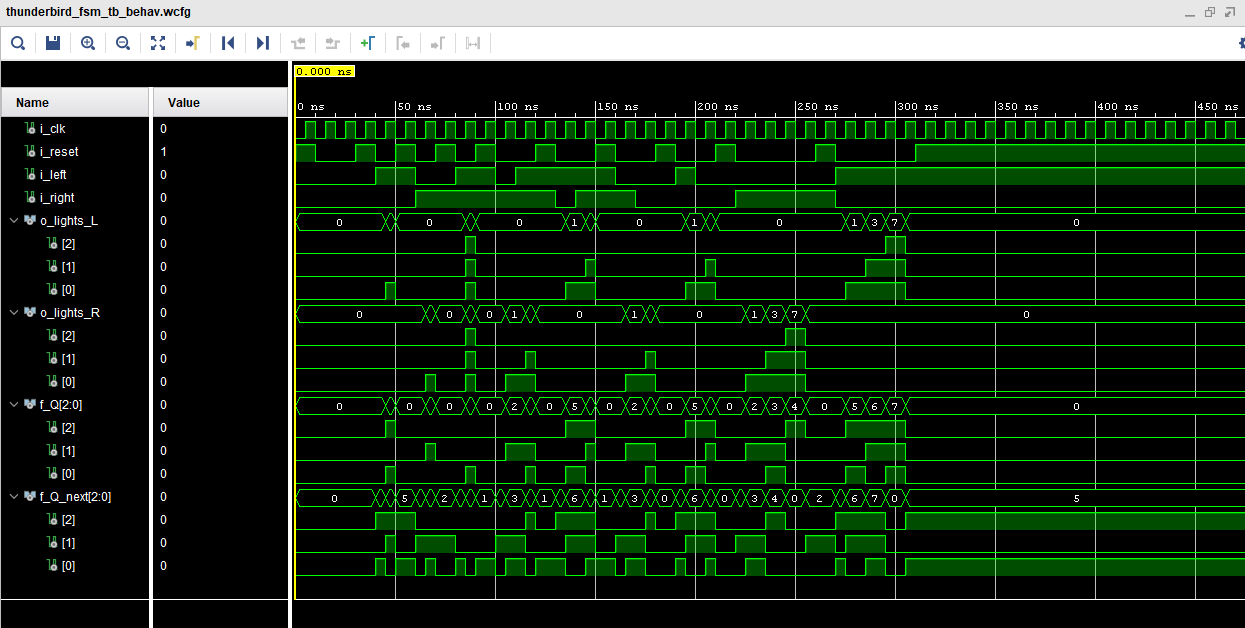 thunderbird_fsm_tb_behav.wcfg
0.000 ns
Name Value
0 ns 50 ns 100 ns 150 ns 200 ns 250 ns 300 ns 350 ns 400 ns 450 ns
i_clk 0
i_reset 1
i_left 0
i_right 0
o_lights_L 0 0 0 0 1 0 1 0 1 3 7 0
[2] 0
[1] 0
[0] 0
o_lights_R 0 0 0 0 1 0 1 0 1 3 7 0
[2] 0
[1] 0
[0] 0
f_Q[2:0] 0 0 0 0 0 2 0 5 0 2 0 5 0 2 3 4 0 5 6 7 0
[2] 0
[1] 0
[0] 0
f_Q_next[2:0] 0 0 5 2 1 3 1 6 1 3 0 6 0 3 4 0 2 6 7 0 5
[2] 0
[1] 0
[0] 0